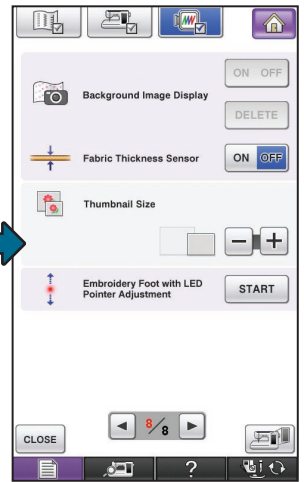 ON OFF
Background Image Display
DELETE
Fabric Thickness Sensor
ON OFF
Thumbnail Size
− +
Embroidery Foot with LED
Pointer Adjustment
START
8/8
CLOSE
?